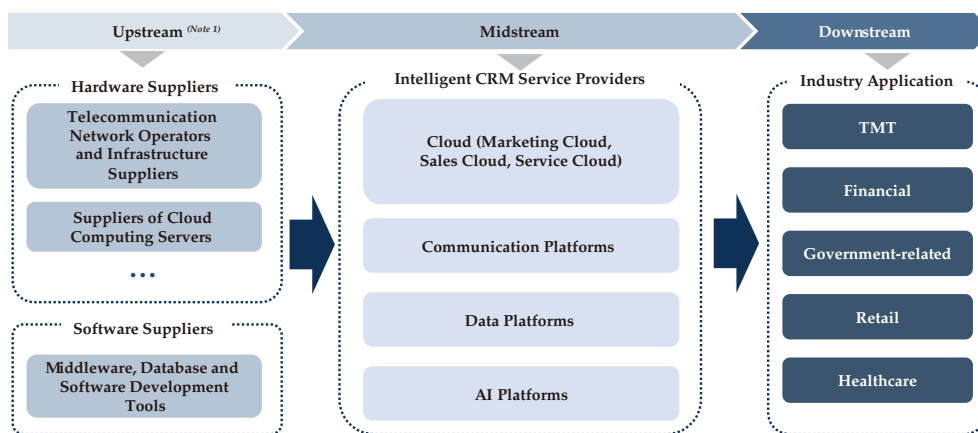 Upstream (Note 1)
Midstream
Downstream
Hardware Suppliers
Telecommunication
Network Operators
and Infrastructure
Suppliers
Suppliers of Cloud
Computing Servers
...
Software Suppliers
Middleware, Database and
Software Development
Tools
Intelligent CRM Service Providers
Cloud (Marketing Cloud,
Sales Cloud, Service Cloud)
Communication Platforms
Data Platforms
AI Platforms
Industry Application
TMT
Financial
Government-related
Retail
Healthcare